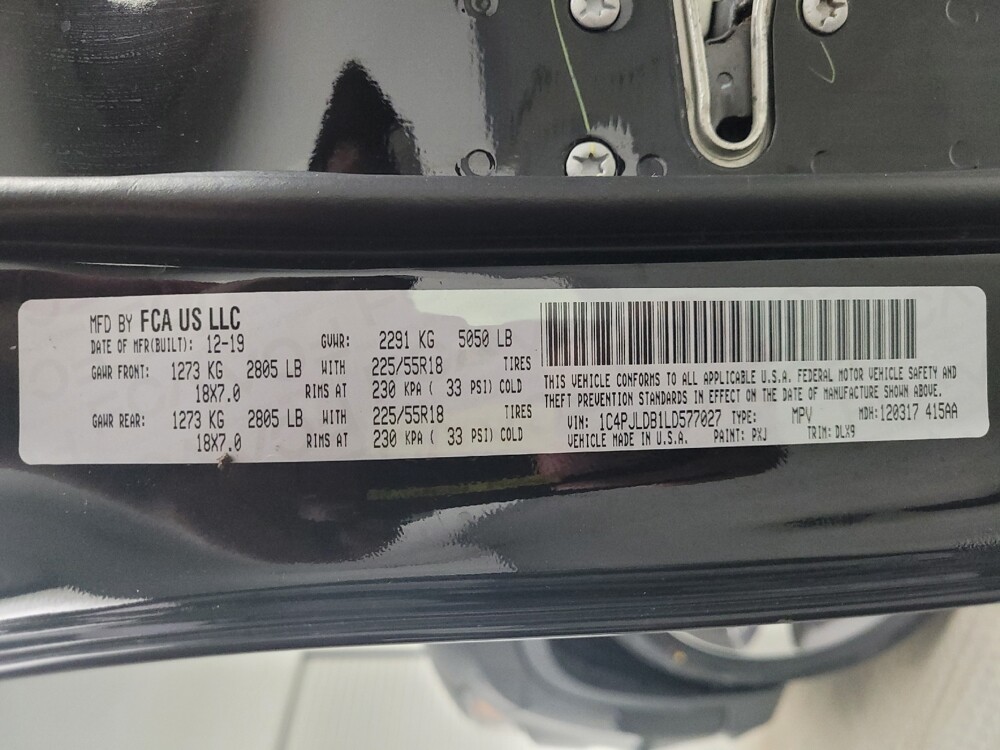 MFD BY FCA US LLC
DATE OF MFR(BUILT): 12-19 GVWR: 2291 KG 5050 LB
GAWR FRONT: 1273 KG 2805 LB WITH 225/55R18 TIRES
18X7.0 RIMS AT 230 KPA ( 33 PSI) COLD
GAWR REAR: 1273 KG 2805 LB WITH 225/55R18 TIRES
18X7.0 RIMS AT 230 KPA ( 33 PSI) COLD
THIS VEHICLE CONFORMS TO ALL APPLICABLE U.S.A. FEDERAL MOTOR VEHICLE SAFETY AND
THEFT PREVENTION STANDARDS IN EFFECT ON THE DATE OF MANUFACTURE SHOWN ABOVE.
VIN: 1C4PJLDB1LD577027 TYPE: MPV MDH:120317 415AA
VEHICLE MADE IN U.S.A. PAINT: PXJ TRIM: DLX9